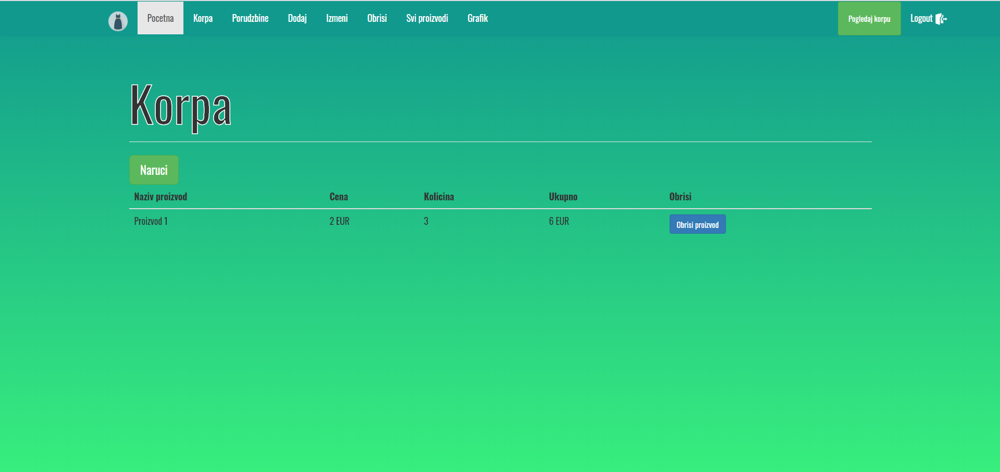 Pocetna Korpa Porudzbine Dodaj Izmeni Obrisi Svi proizvodi Grafik Pogledaj korpu Logout
Korpa
Naruci
Naziv proizvod Cena Kolicina Ukupno Obrisi
Proizvod 1 2 EUR 3 6 EUR Obrisi proizvod